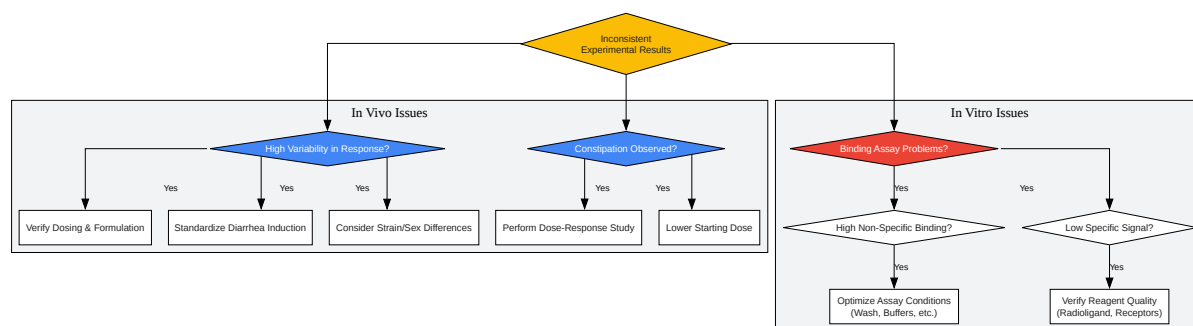 Inconsistent
Experimental Results
In Vivo Issues
In Vitro Issues
High Variability in Response?
Constipation Observed?
Binding Assay Problems?
Yes
Yes
Yes
Yes
Yes
Yes
Yes
Verify Dosing & Formulation
Standardize Diarrhea Induction
Consider Strain/Sex Differences
Perform Dose-Response Study
Lower Starting Dose
High Non-Specific Binding?
Low Specific Signal?
Yes
Yes
Optimize Assay Conditions
(Wash, Buffers, etc.)
Verify Reagent Quality
(Radioligand, Receptors)